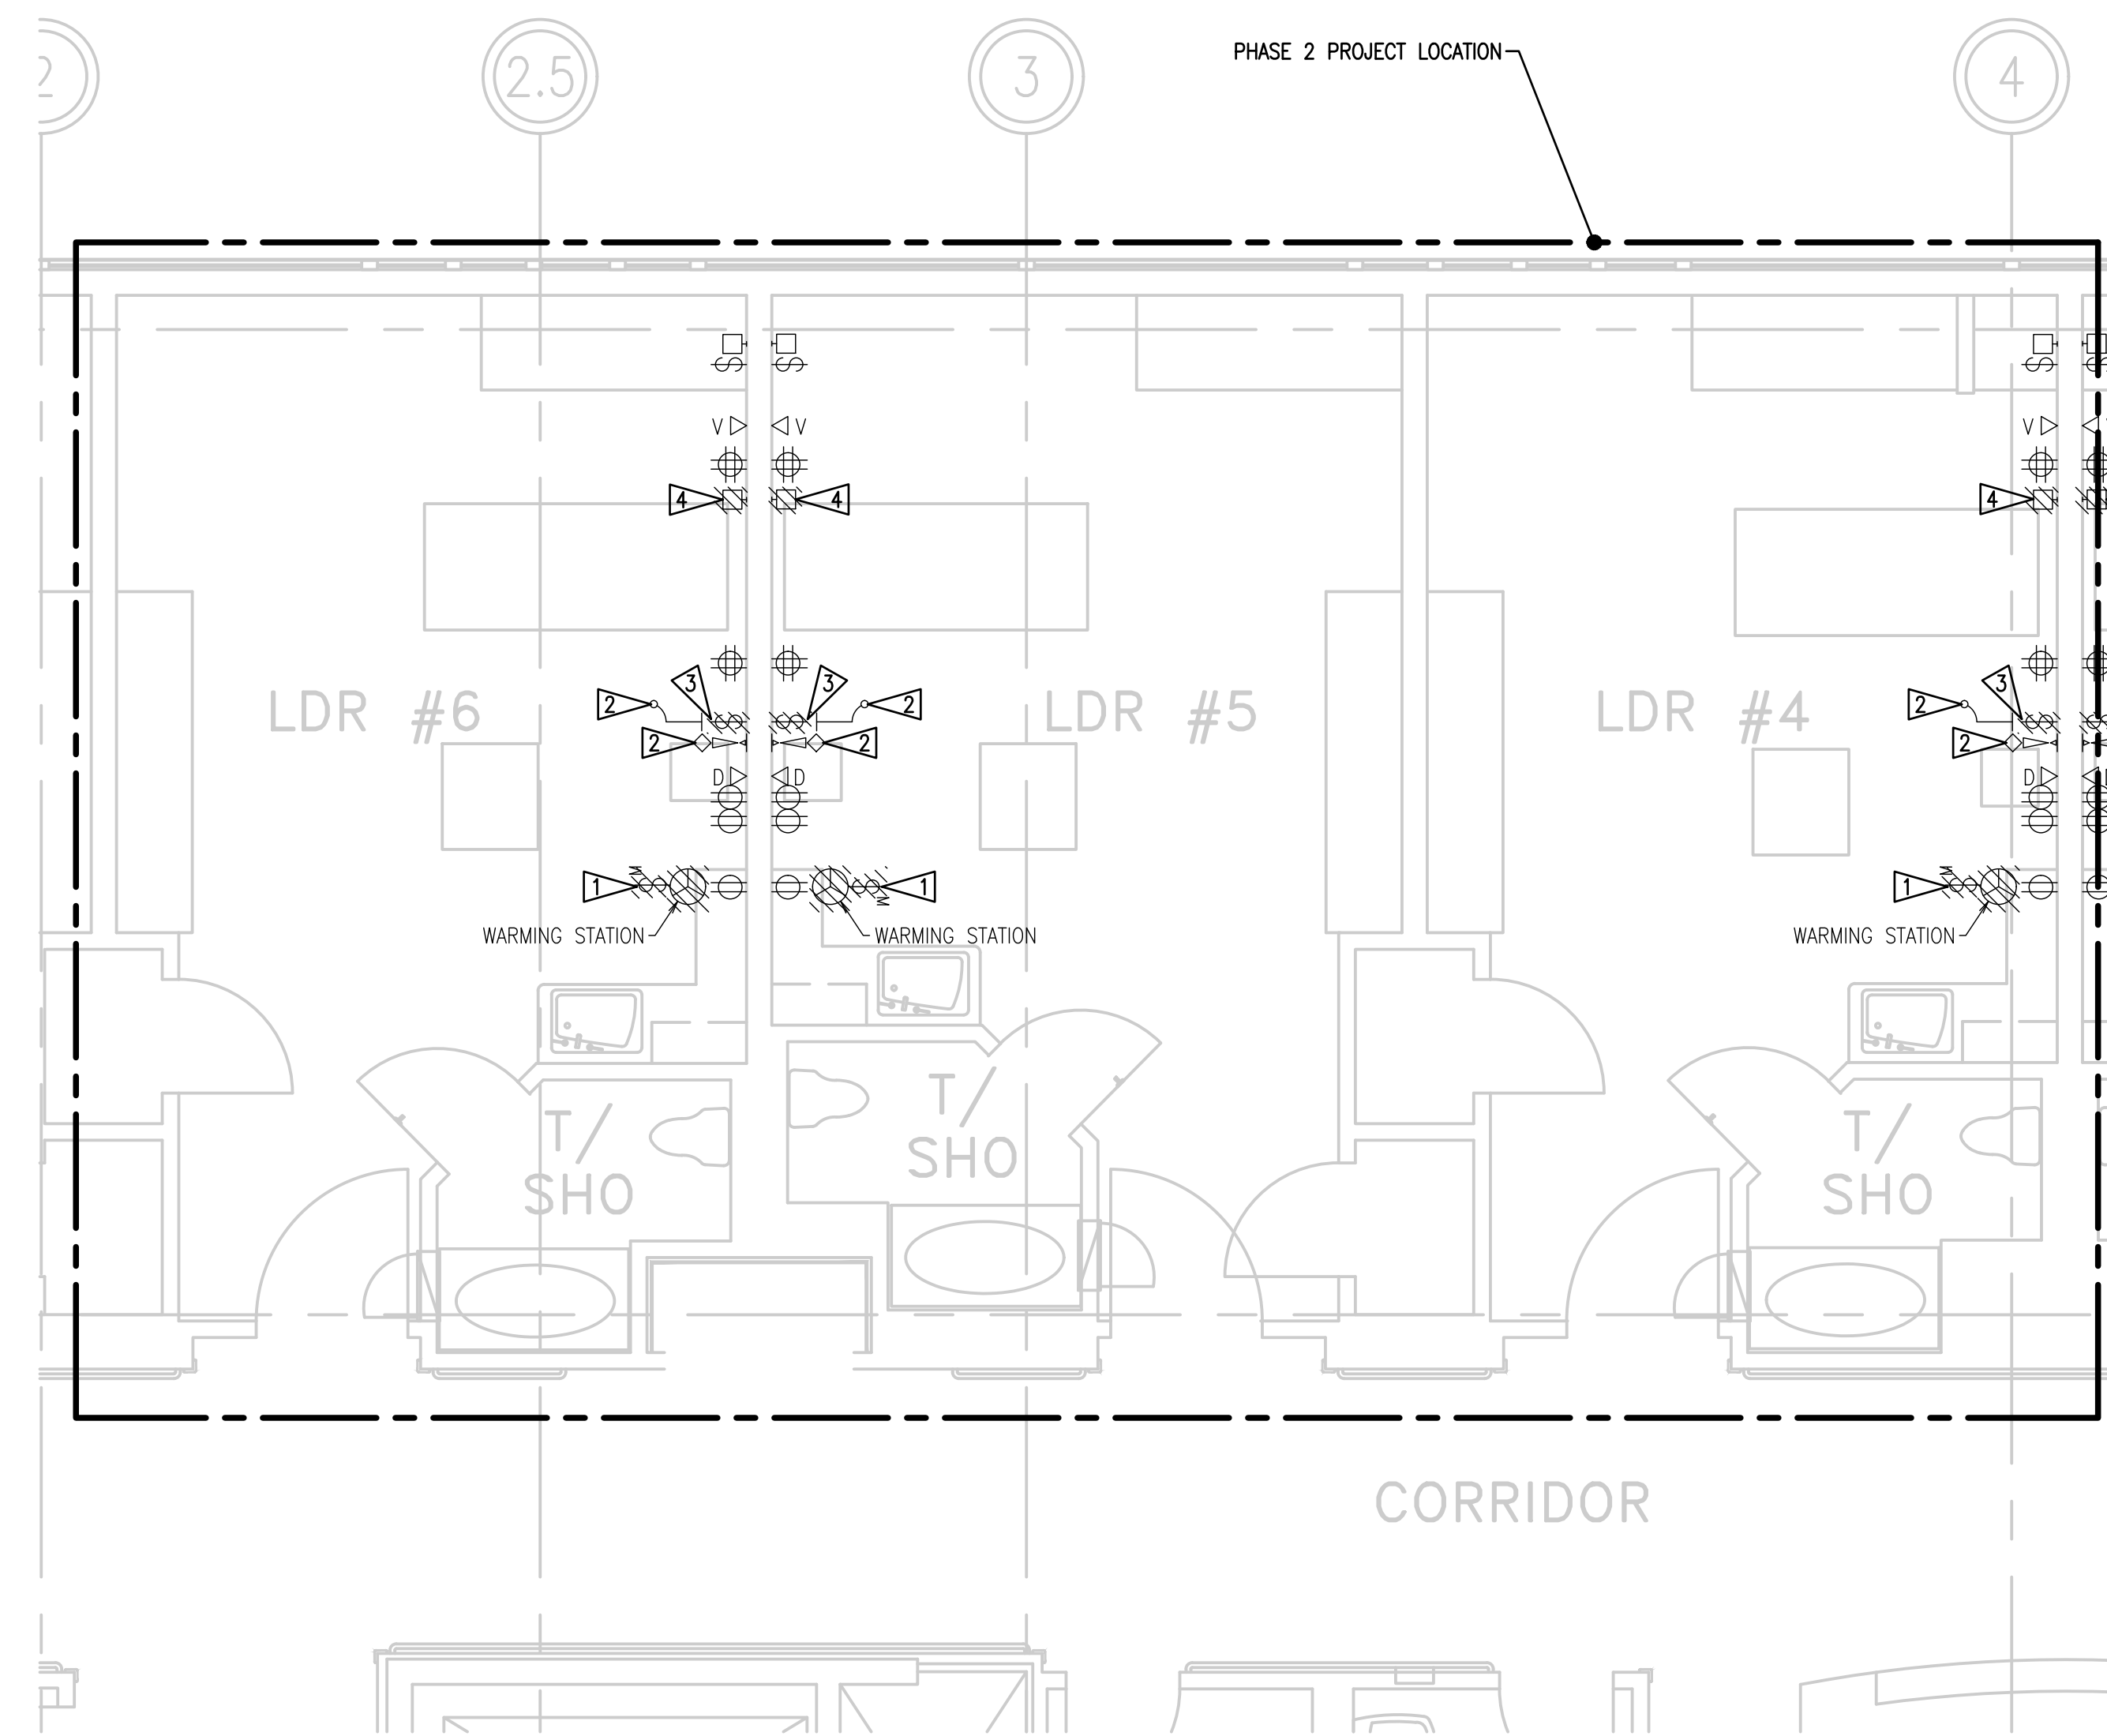 2
2.5
3
4
PHASE 2 PROJECT LOCATION
S
S
S
S
V
V
V
4
4
4
LDR #6
LDR #5
LDR #4
2
3
3
2
2
3
2
2
2
D
D
D
D
1
M
M
1
1
M
WARMING STATION
WARMING STATION
WARMING STATION
T/
SHO
T/
SHO
T/
SHO
CORRIDOR